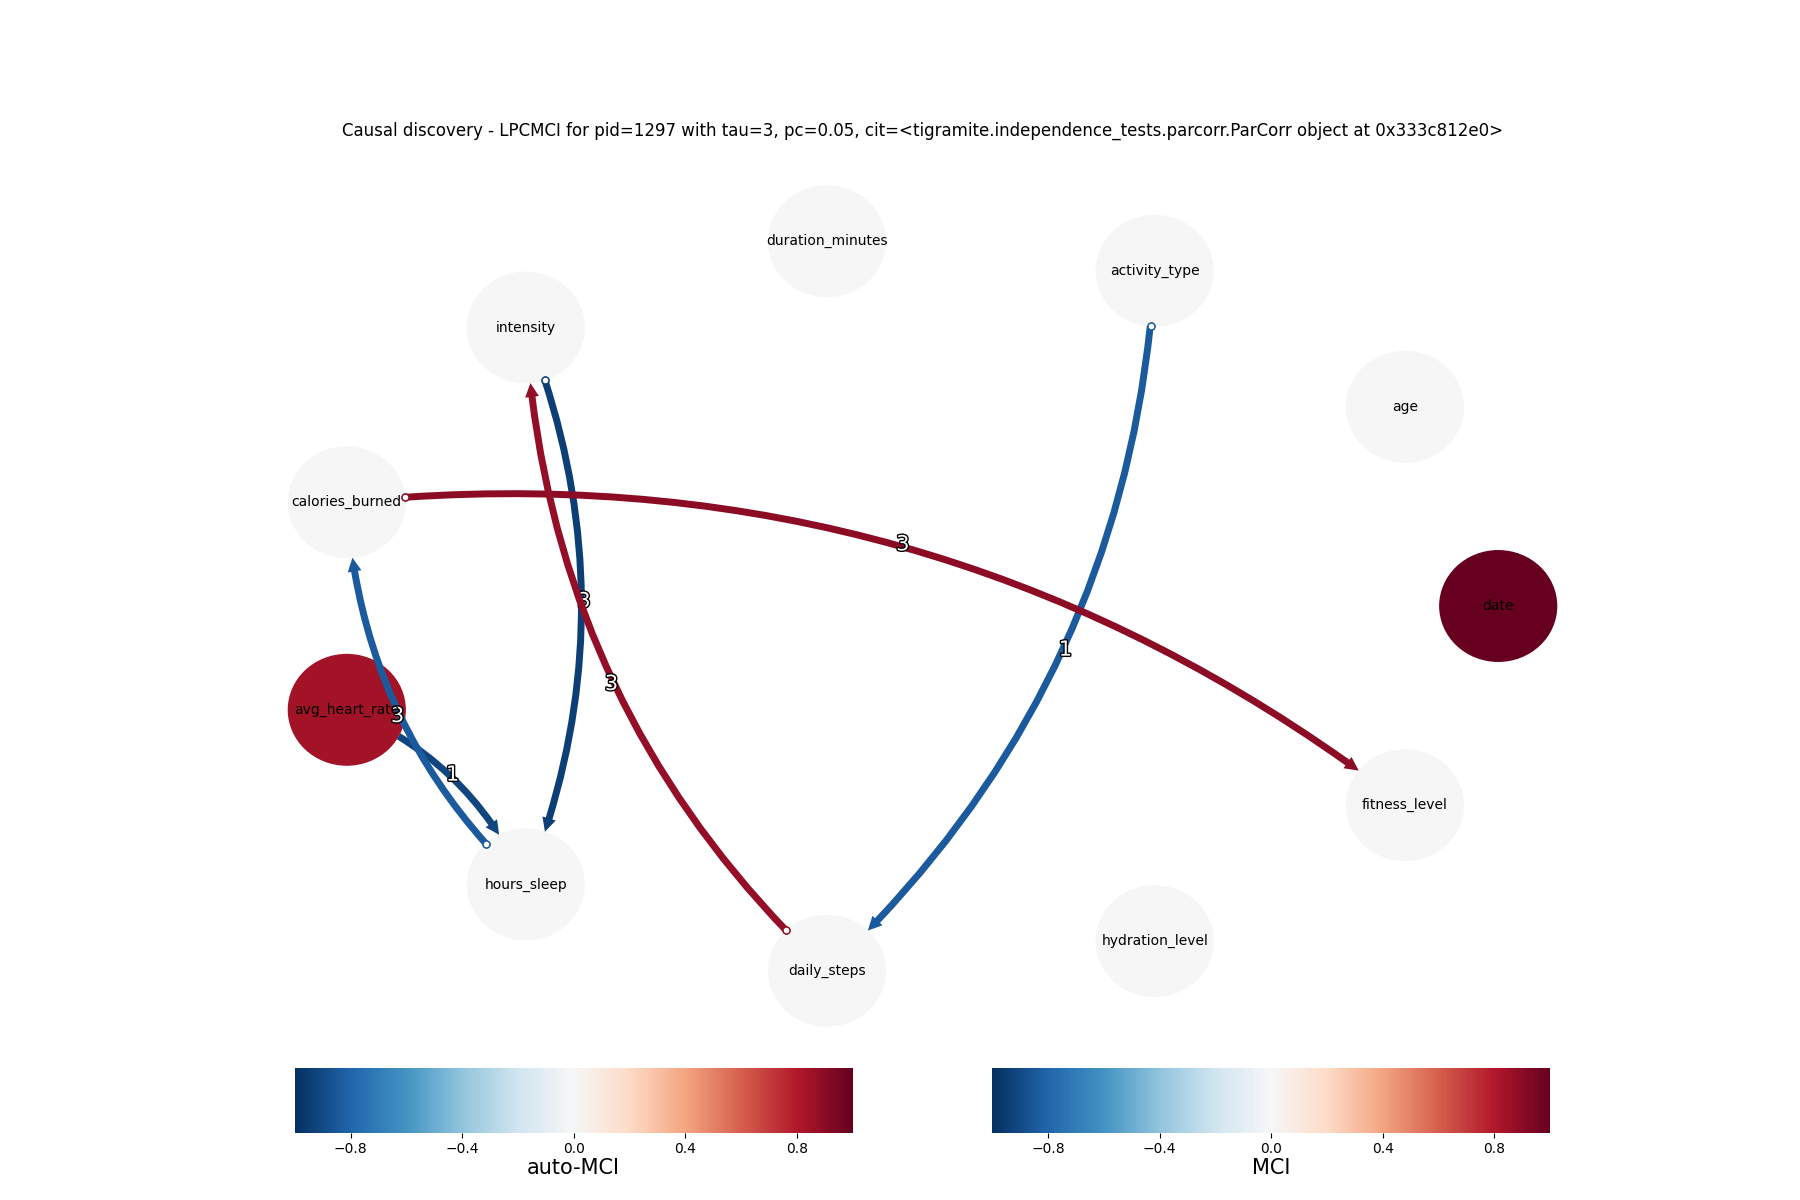 Causal discovery - LPCMCI for pid=1297 with tau=3, pc=0.05, cit=<tigramite.independence_tests.parcorr.ParCorr object at 0x333c812e0>
duration_minutes
activity_type
intensity
age
calories_burned
3
3
date
1
3
avg_heart_rate
3
1
fitness_level
hours_sleep
hydration_level
daily_steps
−0.8 −0.4 0.0 0.4 0.8
auto-MCI
−0.8 −0.4 0.0 0.4 0.8
MCI